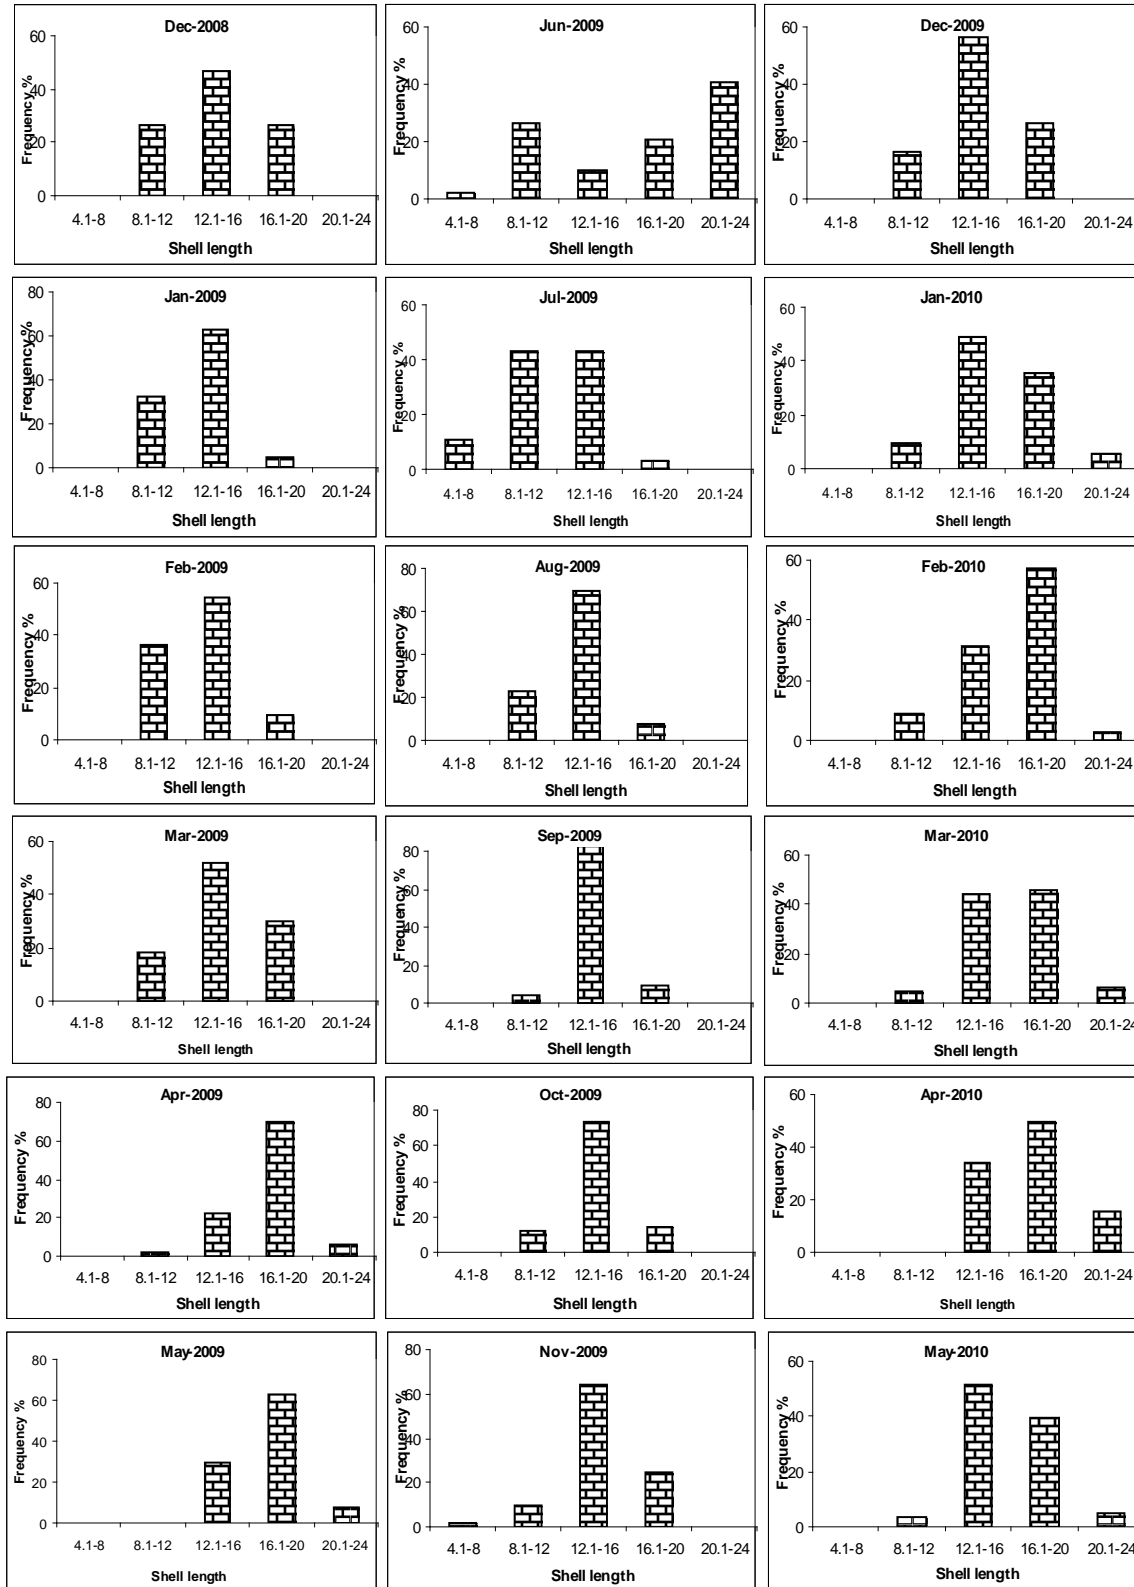 Dec-2008
Frequency %
60
40
20
0
4.1-8 8.1-12 12.1-16 16.1-20 20.1-24
Shell length
Jun-2009
Frequency %
60
40
20
0
4.1-8 8.1-12 12.1-16 16.1-20 20.1-24
Shell length
Dec-2009
Frequency %
60
40
20
0
4.1-8 8.1-12 12.1-16 16.1-20 20.1-24
Shell length
Jan-2009
Frequency %
80
60
40
20
0
4.1-8 8.1-12 12.1-16 16.1-20 20.1-24
Shell length
Jul-2009
Frequency %
60
40
20
0
4.1-8 8.1-12 12.1-16 16.1-20 20.1-24
Shell length
Jan-2010
Frequency %
60
40
20
0
4.1-8 8.1-12 12.1-16 16.1-20 20.1-24
Shell length
Feb-2009
Frequency %
60
40
20
0
4.1-8 8.1-12 12.1-16 16.1-20 20.1-24
Shell length
Aug-2009
Frequency %
80
60
40
20
0
4.1-8 8.1-12 12.1-16 16.1-20 20.1-24
Shell length
Feb-2010
Frequency %
60
40
20
0
4.1-8 8.1-12 12.1-16 16.1-20 20.1-24
Shell length
Mar-2009
Frequency %
60
40
20
0
4.1-8 8.1-12 12.1-16 16.1-20 20.1-24
Shell length
Sep-2009
Frequency %
80
60
40
20
0
4.1-8 8.1-12 12.1-16 16.1-20 20.1-24
Shell length
Mar-2010
Frequency %
60
40
20
0
4.1-8 8.1-12 12.1-16 16.1-20 20.1-24
Shell length
Apr-2009
Frequency %
80
60
40
20
0
4.1-8 8.1-12 12.1-16 16.1-20 20.1-24
Shell length
Oct-2009
Frequency %
80
60
40
20
0
4.1-8 8.1-12 12.1-16 16.1-20 20.1-24
Shell length
Apr-2010
Frequency %
60
40
20
0
4.1-8 8.1-12 12.1-16 16.1-20 20.1-24
Shell length
May-2009
Frequency %
80
60
40
20
0
4.1-8 8.1-12 12.1-16 16.1-20 20.1-24
Shell length
Nov-2009
Frequency %
80
60
40
20
0
4.1-8 8.1-12 12.1-16 16.1-20 20.1-24
Shell length
May-2010
Frequency %
60
40
20
0
4.1-8 8.1-12 12.1-16 16.1-20 20.1-24
Shell length